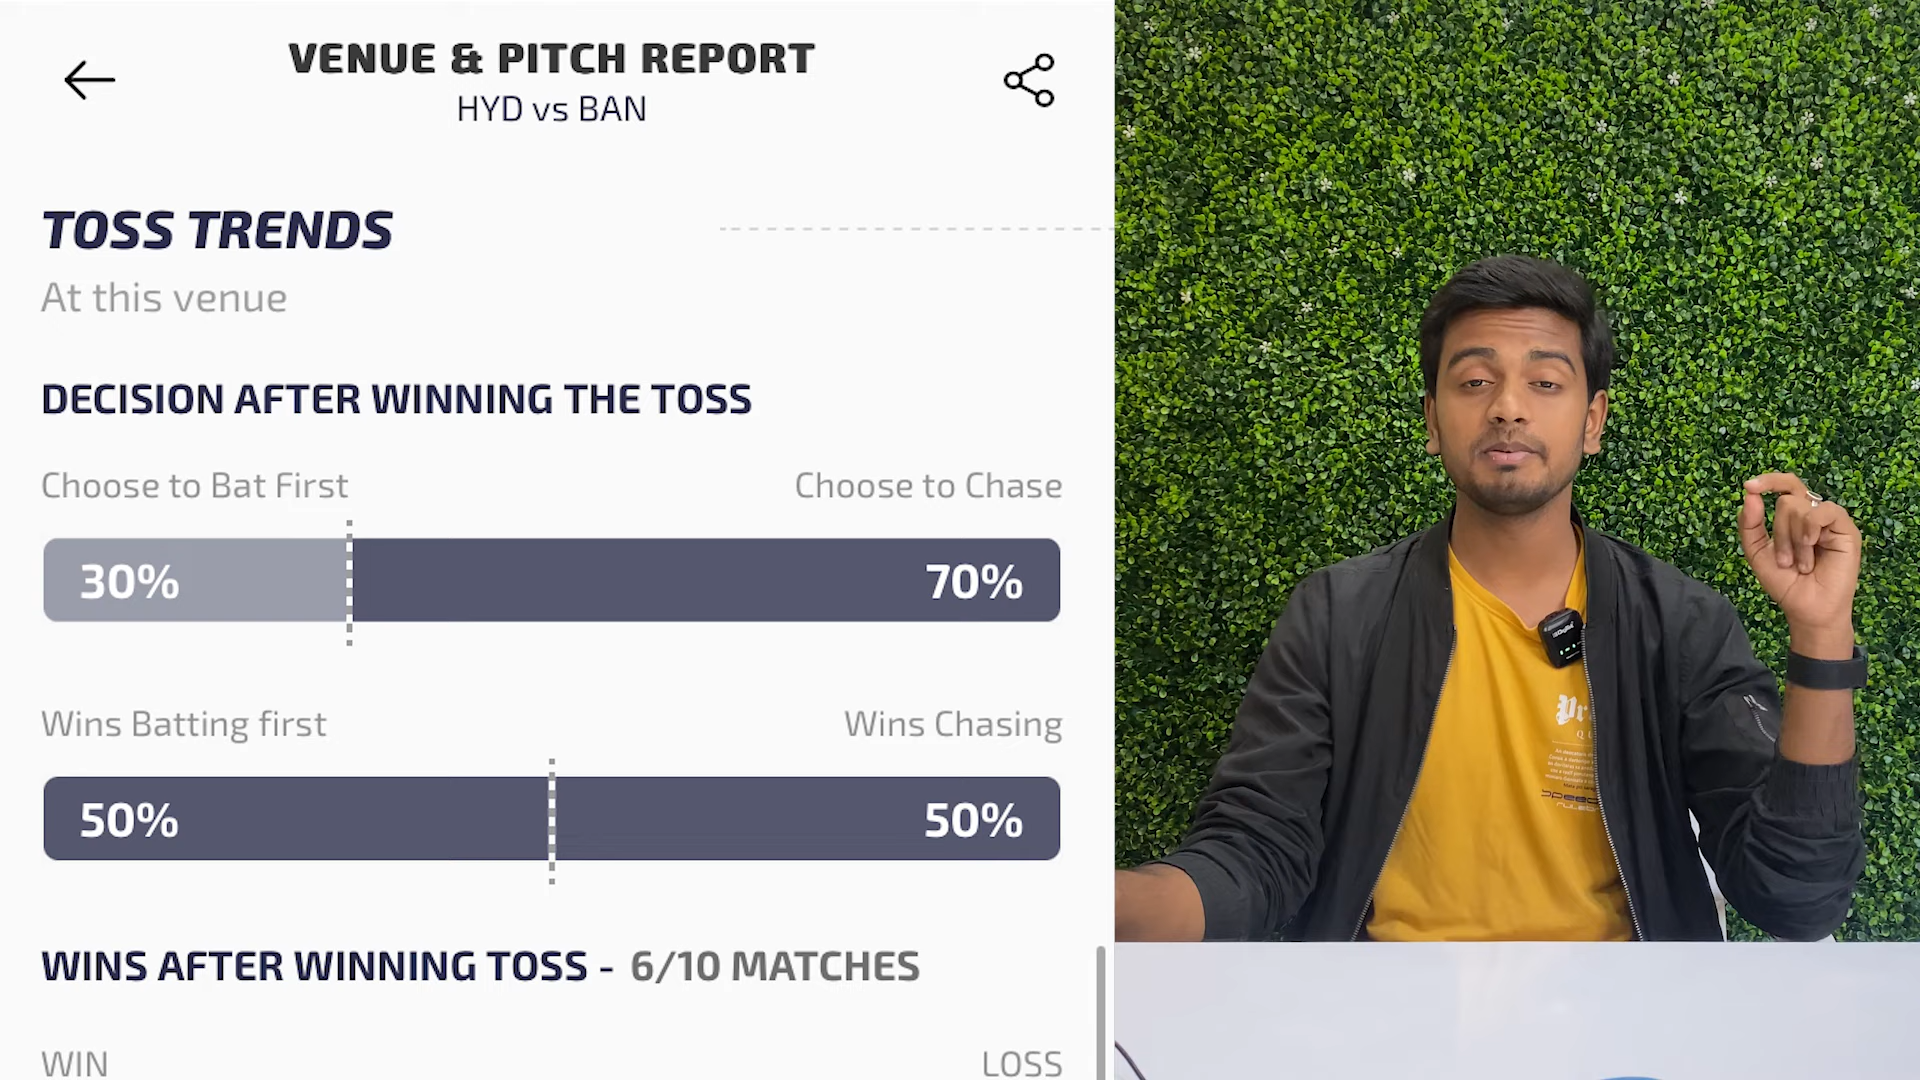 VENUE & PITCH REPORT
HYD vs BAN
TOSS TRENDS
At this venue
DECISION AFTER WINNING THE TOSS
Choose to Bat First Choose to Chase
30% 70%
Wins Batting first Wins Chasing
50% 50%
WINS AFTER WINNING TOSS - 6/10 MATCHES
WIN LOSS